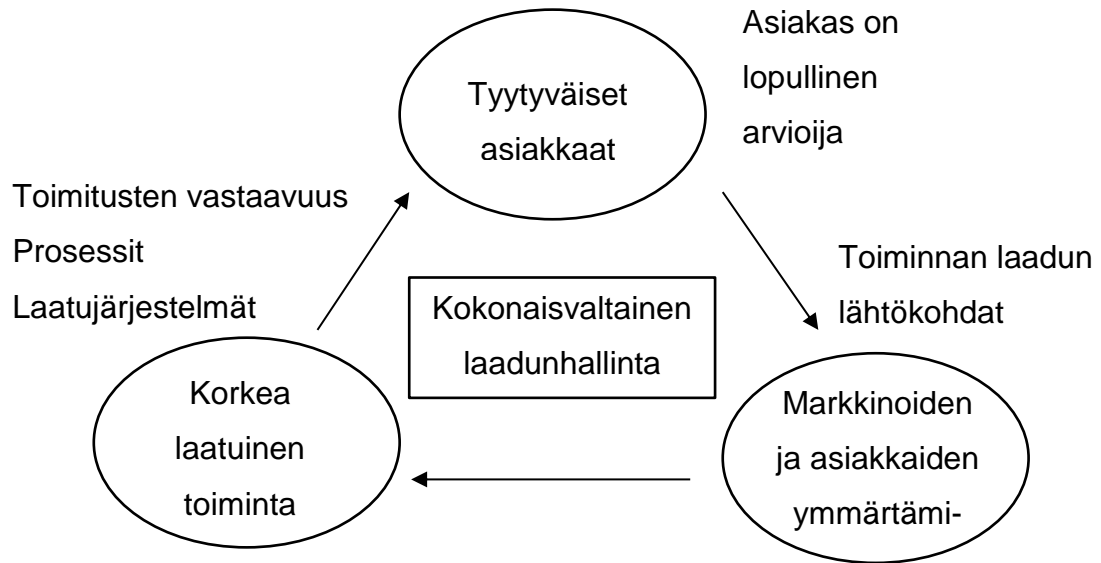 Asiakas on
lopullinen
arvioija
Tyytyväiset
asiakkaat
Toimitusten vastaavuus
Prosessit
Laatujärjestelmät
Toiminnan laadun
lähtökohdat
Kokonaisvaltainen
laadunhallinta
Korkea
laatuinen
toiminta
Markkinoiden
ja asiakkaiden
ymmärtämi-